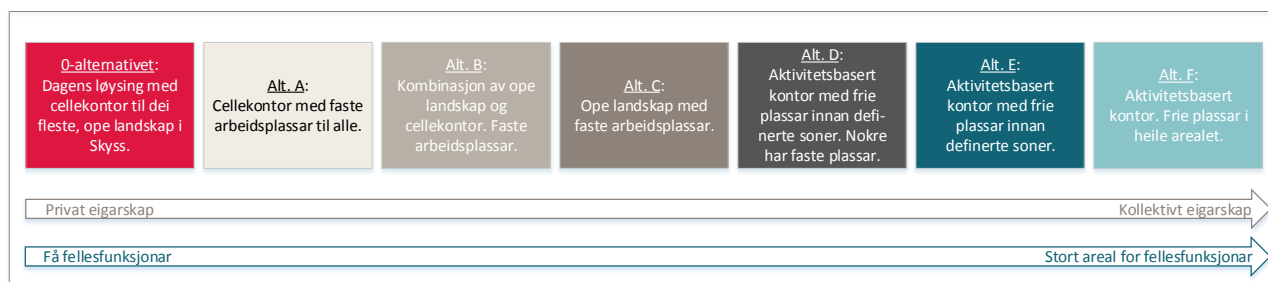 0-alternativet:
Dagens løysing med
cellekontor til dei
fleste, ope landskap i
Skyss.
Alt. A:
Cellekontor med faste
arbeidsplassar til alle.
Alt. B:
Kombinasjon av ope
landskap og
cellekontor. Faste
arbeidsplassar.
Alt. C:
Ope landskap med
faste arbeidsplassar.
Alt. D:
Aktivitetsbasert
kontor med frie
plassar innan defi-
nerte soner. Nokre
har faste plassar.
Alt. E:
Aktivitetsbasert
kontor med frie
plassar innan
definerte soner.
Alt. F:
Aktivitetsbasert
kontor. Frie plassar i
heile arealet.
Privat eigarskap
Kollektivt eigarskap
Få fellesfunksjonar
Stort areal for fellesfunksjonar